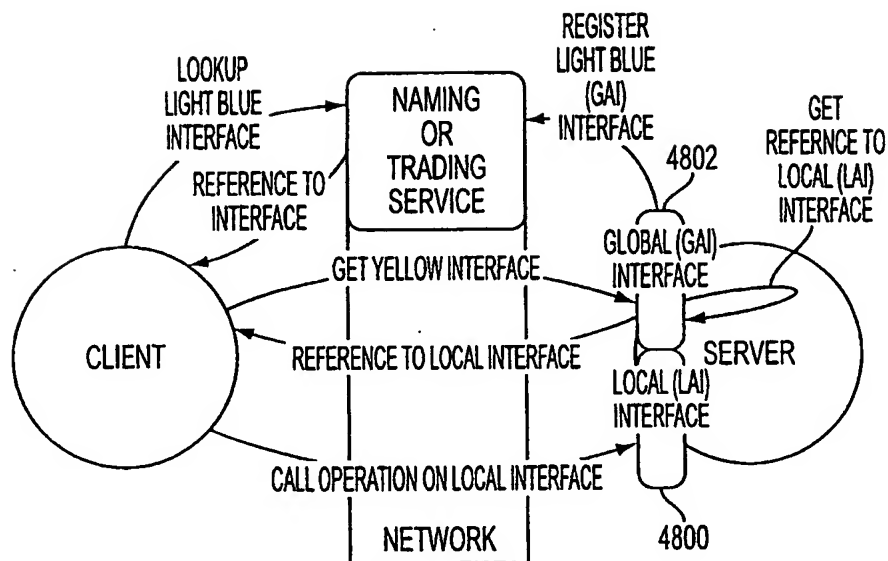 LOOKUP
LIGHT BLUE
INTERFACE
NAMING
OR
TRADING
SERVICE
REGISTER
LIGHT BLUE
(GAI)
INTERFACE
GET
REFERNCE TO
LOCAL (LAI)
INTERFACE
4802
REFERENCE TO
INTERFACE
GLOBAL (GAI)
INTERFACE
GET YELLOW INTERFACE
CLIENT
REFERENCE TO LOCAL INTERFACE
SERVER
LOCAL (LAI)
INTERFACE
CALL OPERATION ON LOCAL INTERFACE
4800
NETWORK